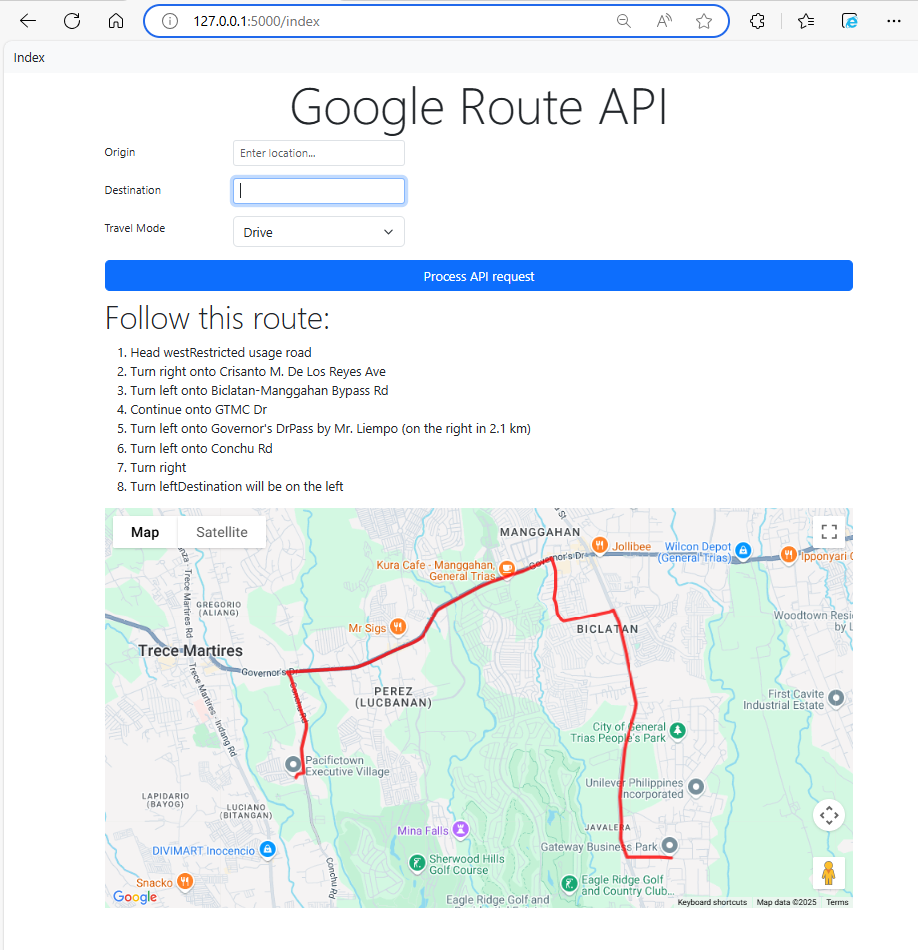 127.0.0.1:5000/index
Index
Google Route API
Origin
Enter location...
Destination
Travel Mode
Drive
Process API request
Follow this route:
1. Head westRestricted usage road
2. Turn right onto Crisanto M. De Los Reyes Ave
3. Turn left onto Biclatan-Manggahan Bypass Rd
4. Continue onto GTMC Dr
5. Turn left onto Governor's DrPass by Mr. Liempo (on the right in 2.1 km)
6. Turn left onto Conchu Rd
7. Turn right
8. Turn leftDestination will be on the left
Map
Satellite
MANGGAHAN
Jollibee
Wilcon Depot
(General Trias)
Governor's Dr
Kura Cafe - Manggahan,
General Trias
Trece Martires Rd
GREGORIO
(ALIANG)
Mr Sigs
BICLATAN
Woodtown Resi
by L
Trece Martires
Governor's Dr
Conchu Rd
PEREZ
(LUCBANAN)
First Cavite
Industrial Estate
Trece Martires - Indang Rd
City of General
Trias People's Park
Pacifictown
Executive Village
Unilever Philippines
Incorporated
LAPIDARIO
(BAYOG)
LUCIANO
(BITANGAN)
Mina Falls
JAVALERA
Gateway Business Park
DIVIMART Inocencio
Sherwood Hills
Golf Course
Conchu Rd
Snacko
Eagle Ridge Golf
and Country Club...
Eagle Ridge Golf and
Google
Keyboard shortcuts
Map data ©2025
Terms